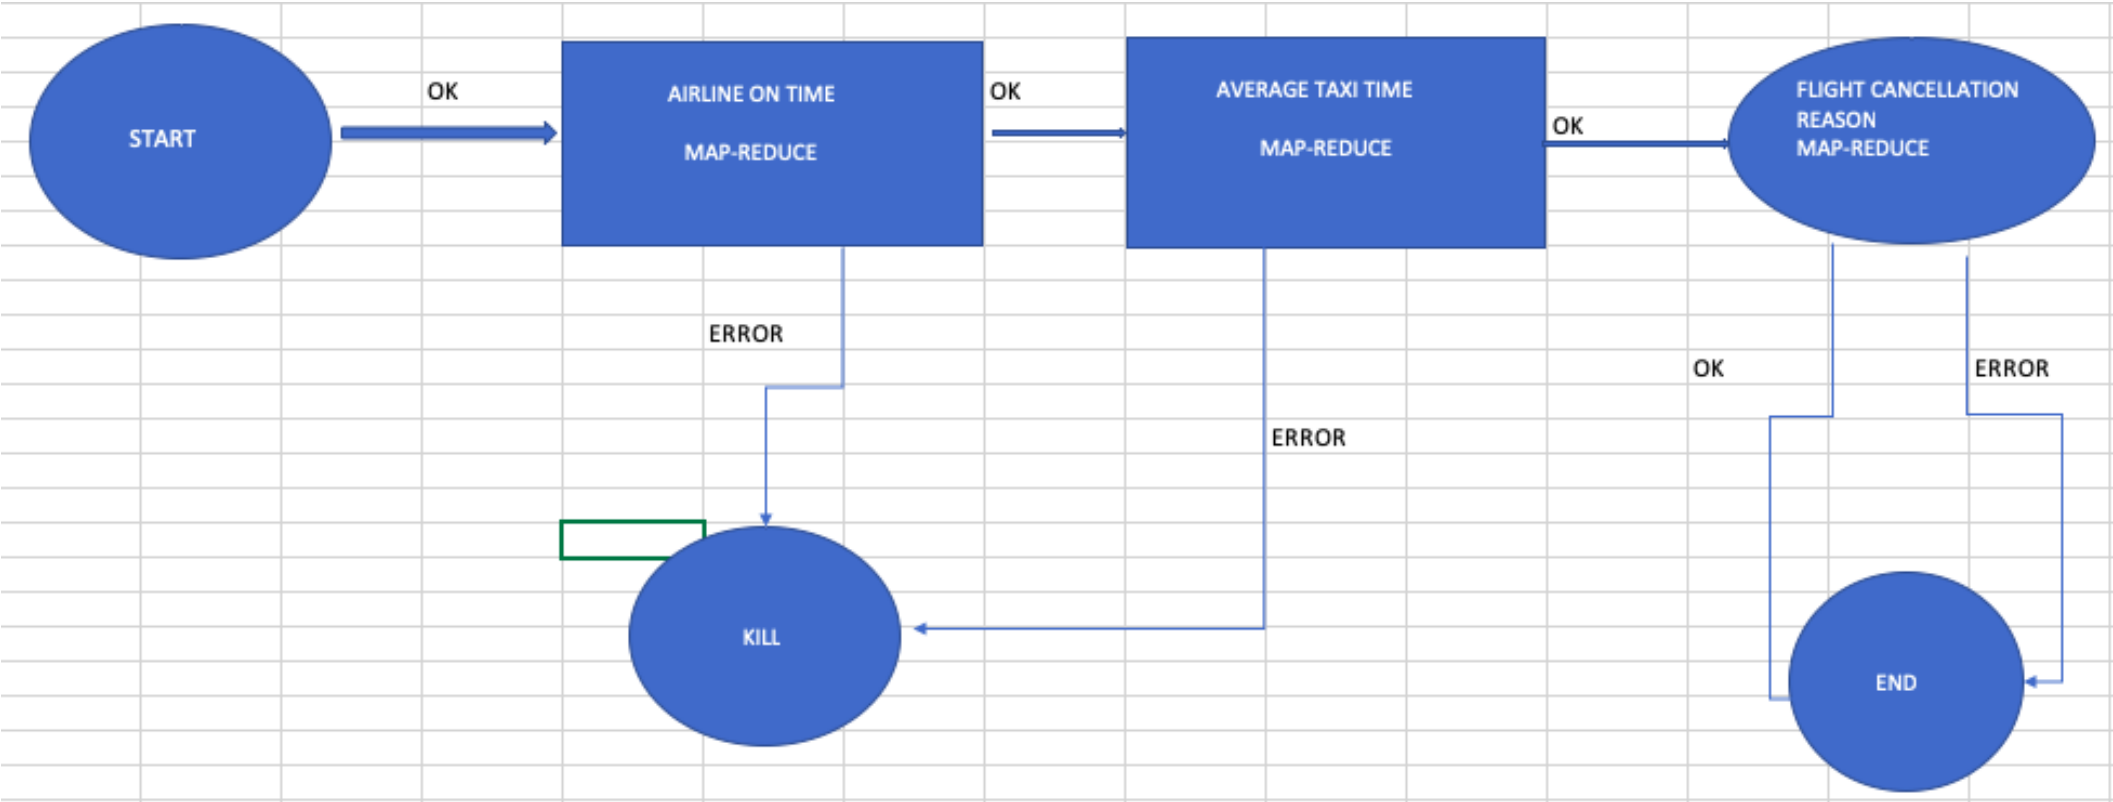 START
OK
AIRLINE ON TIME
MAP-REDUCE
OK
AVERAGE TAXI TIME
MAP-REDUCE
OK
FLIGHT CANCELLATION
REASON
MAP-REDUCE
ERROR
ERROR
OK
ERROR
KILL
END